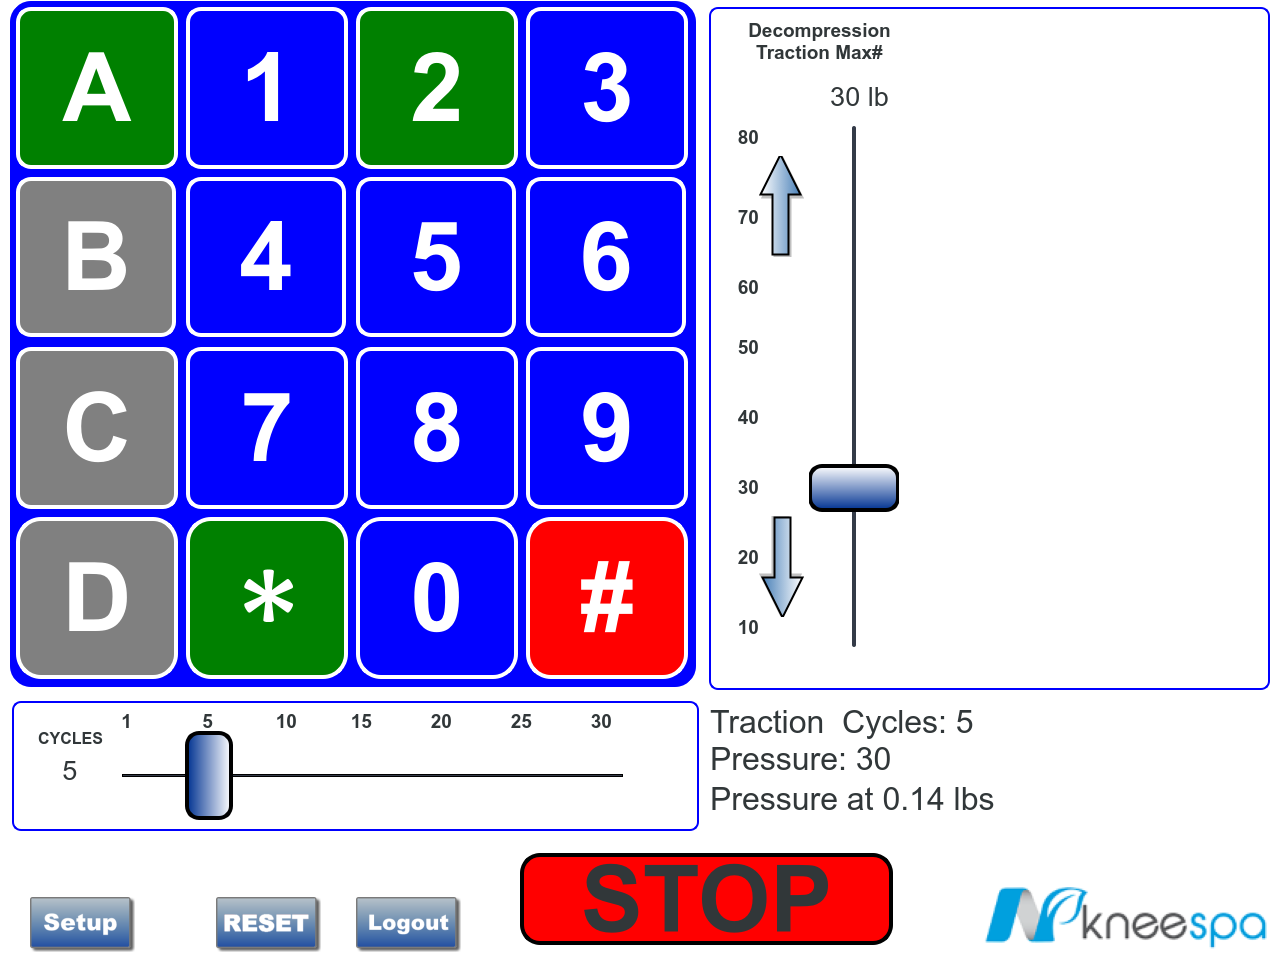 A 1 2 3
B 4 5 6
C 7 8 9
D * 0 #
Decompression
Traction Max#
30 lb
80
70
60
50
40
30
20
10
1 5 10 15 20 25 30
CYCLES
5
Traction Cycles: 5
Pressure: 30
Pressure at 0.14 lbs
Setup
RESET
Logout
STOP
kneespa